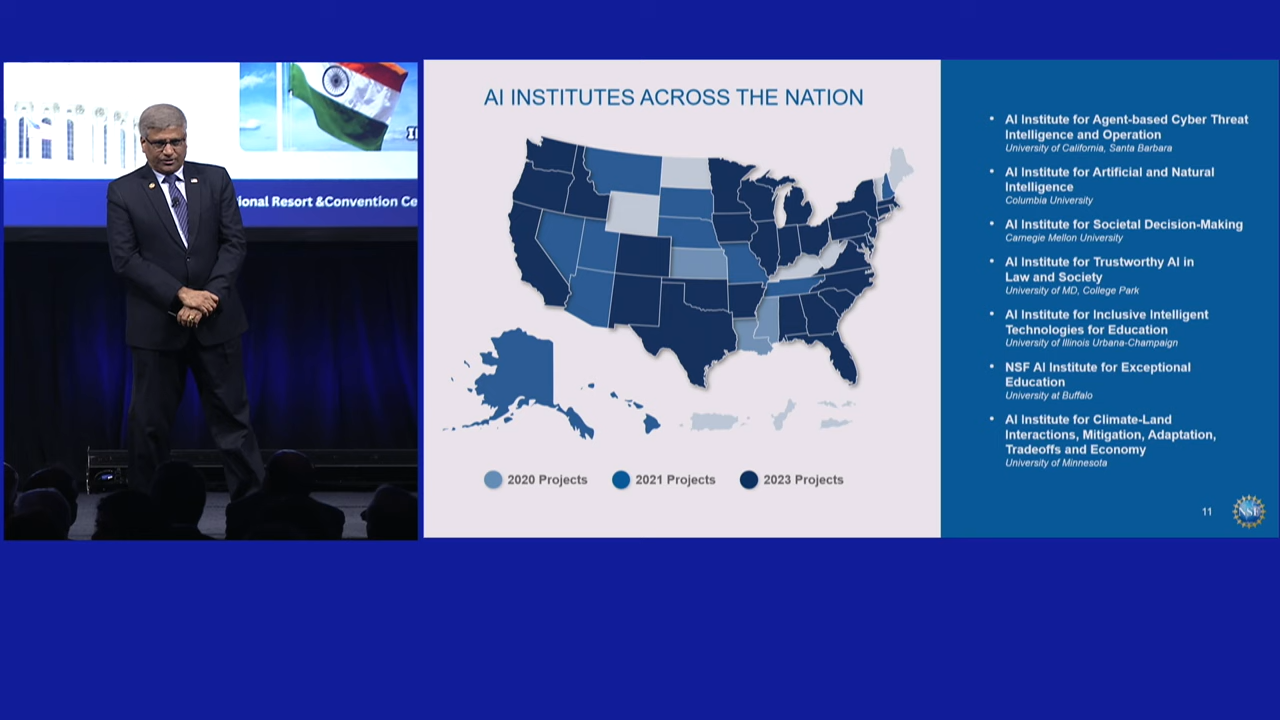 ional Resort &Convention Ce
AI INSTITUTES ACROSS THE NATION
2020 Projects
2021 Projects
2023 Projects
• AI Institute for Agent-based Cyber Threat
Intelligence and Operation
University of California, Santa Barbara
• AI Institute for Artificial and Natural
Intelligence
Columbia University
• AI Institute for Societal Decision-Making
Carnegie Mellon University
• AI Institute for Trustworthy AI in
Law and Society
University of MD, College Park
• AI Institute for Inclusive Intelligent
Technologies for Education
University of Illinois Urbana-Champaign
• NSF AI Institute for Exceptional
Education
University at Buffalo
• AI Institute for Climate-Land
Interactions, Mitigation, Adaptation,
Tradeoffs and Economy
University of Minnesota
11
NSF